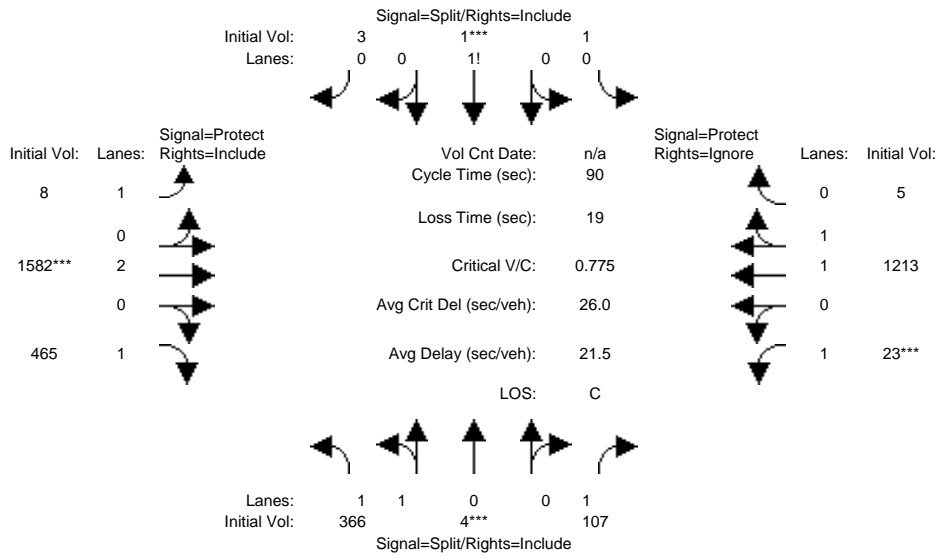 Signal=Split/Rights=Include
Initial Vol: 3 1*** 1
Lanes: 0 0 1! 0 0
Signal=Protect Signal=Protect
Initial Vol: Lanes: Rights=Include Vol Cnt Date: n/a Rights=Ignore Lanes: Initial Vol:
Cycle Time (sec): 90
8 1 0 5
Loss Time (sec): 19
0 1
1582*** 2 Critical V/C: 0.775 1 1213
0 Avg Crit Del (sec/veh): 26.0 0
465 1 Avg Delay (sec/veh): 21.5 1 23***
LOS: C
Lanes: 1 1 0 0 1
Initial Vol: 366 4*** 107
Signal=Split/Rights=Include